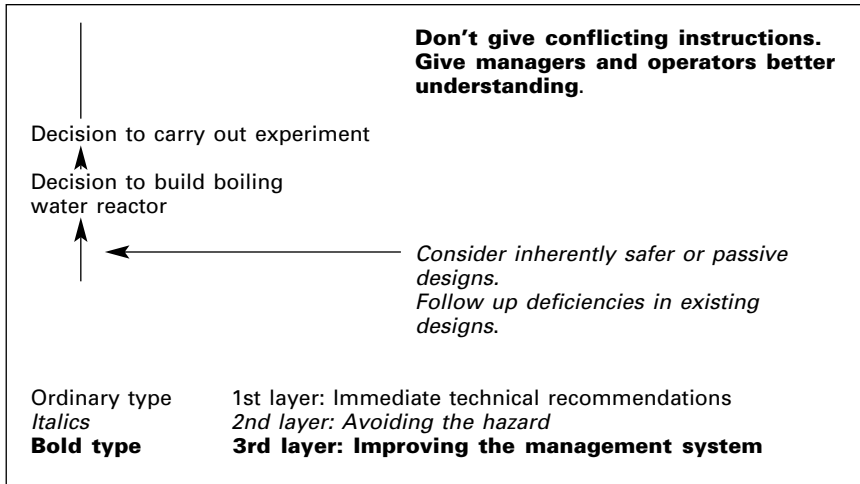 Don't give conflicting instructions.
Give managers and operators better
understanding.
Decision to carry out experiment
Decision to build boiling
water reactor
Consider inherently safer or passive
designs.
Follow up deficiencies in existing
designs.
Ordinary type 1st layer: Immediate technical recommendations
Italics 2nd layer: Avoiding the hazard
Bold type 3rd layer: Improving the management system